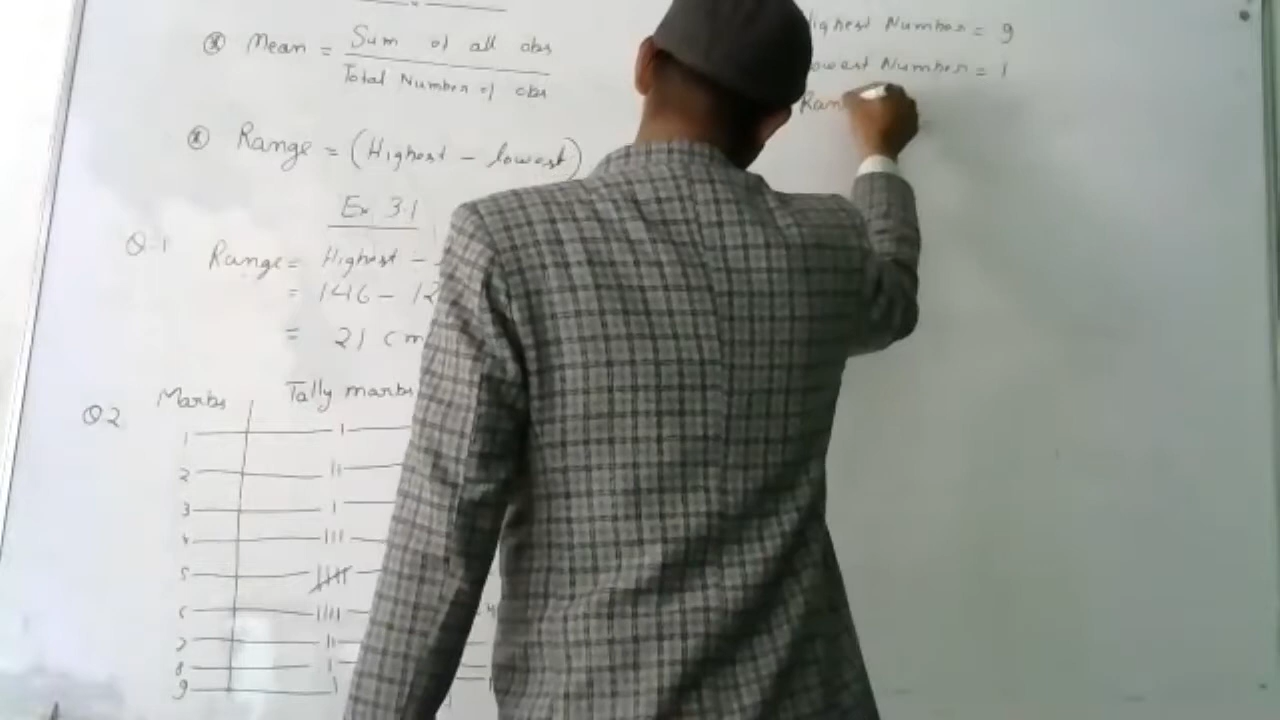 ⊛ Mean = Sum of all obs
Total Number of obs
⊛ Range = (Highest - lowest)
Ex 3.1
Q-1 Range = Highest -
= 146 - 12
= 21 cm
Q2 Marks Tally marks
1 |
2 ||
3 |
4 |||
5 ||||
6 ||||
7 ||
8 |
9 |
Highest Number = 9
lowest Number = 1
Ran